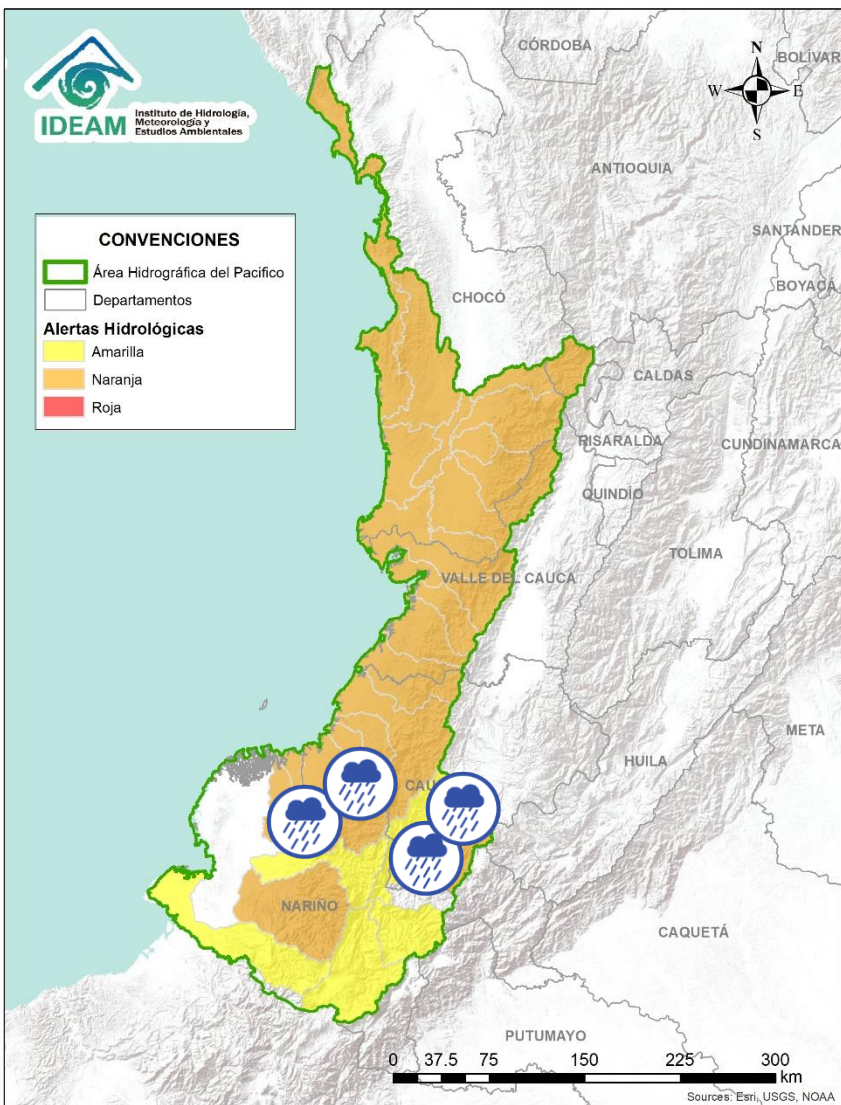 IDEAM
Instituto de Hidrología,
Meteorología y
Estudios Ambientales
N
W
E
S
CÓRDOBA
BOLÍVAR
ANTIOQUIA
SANTANDER
BOYACÁ
CHOCÓ
CALDAS
RISARALDA
CUNDINAMARCA
QUINDÍO
TOLIMA
VALLE DEL CAUCA
META
HUILA
CAU
NARIÑO
CAQUETÁ
PUTUMAYO
CONVENCIONES
Área Hidrográfica del Pacifico
Departamentos
Alertas Hidrológicas
Amarilla
Naranja
Roja
0 37.5 75 150 225 300
km
Sources: Esri, USGS, NOAA